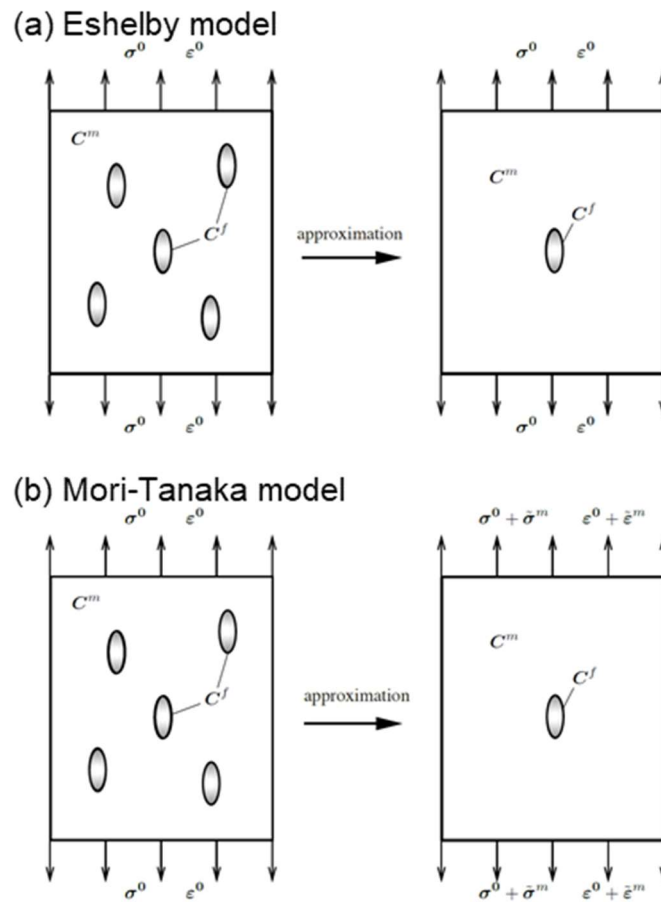 (a) Eshelby model
σ⁰ ε⁰ σ⁰ ε⁰
Cᵐ
Cᵐ
Cᶠ
Cᶠ
approximation
σ⁰ ε⁰ σ⁰ ε⁰
(b) Mori-Tanaka model
σ⁰ ε⁰ σ⁰ + σ̃ᵐ ε⁰ + ε̃ᵐ
Cᵐ
Cᵐ
Cᶠ
Cᶠ
approximation
σ⁰ ε⁰ σ⁰ + σ̃ᵐ ε⁰ + ε̃ᵐ